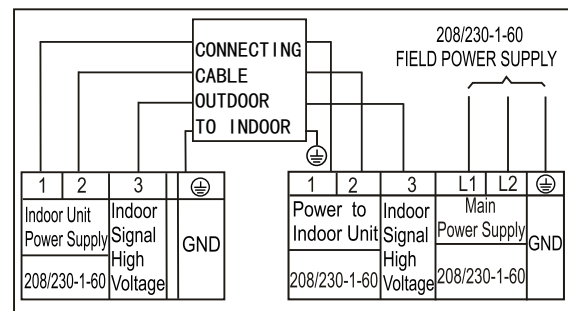 CONNECTING
CABLE
OUTDOOR
TO INDOOR
208/230-1-60
FIELD POWER SUPPLY
1 2 3
Indoor Unit
Power Supply
208/230-1-60
Indoor
Signal
High
Voltage
GND
1 2 3 L1 L2
Power to
Indoor Unit
208/230-1-60
Indoor
Signal
High
Voltage
Main
Power Supply
208/230-1-60
GND